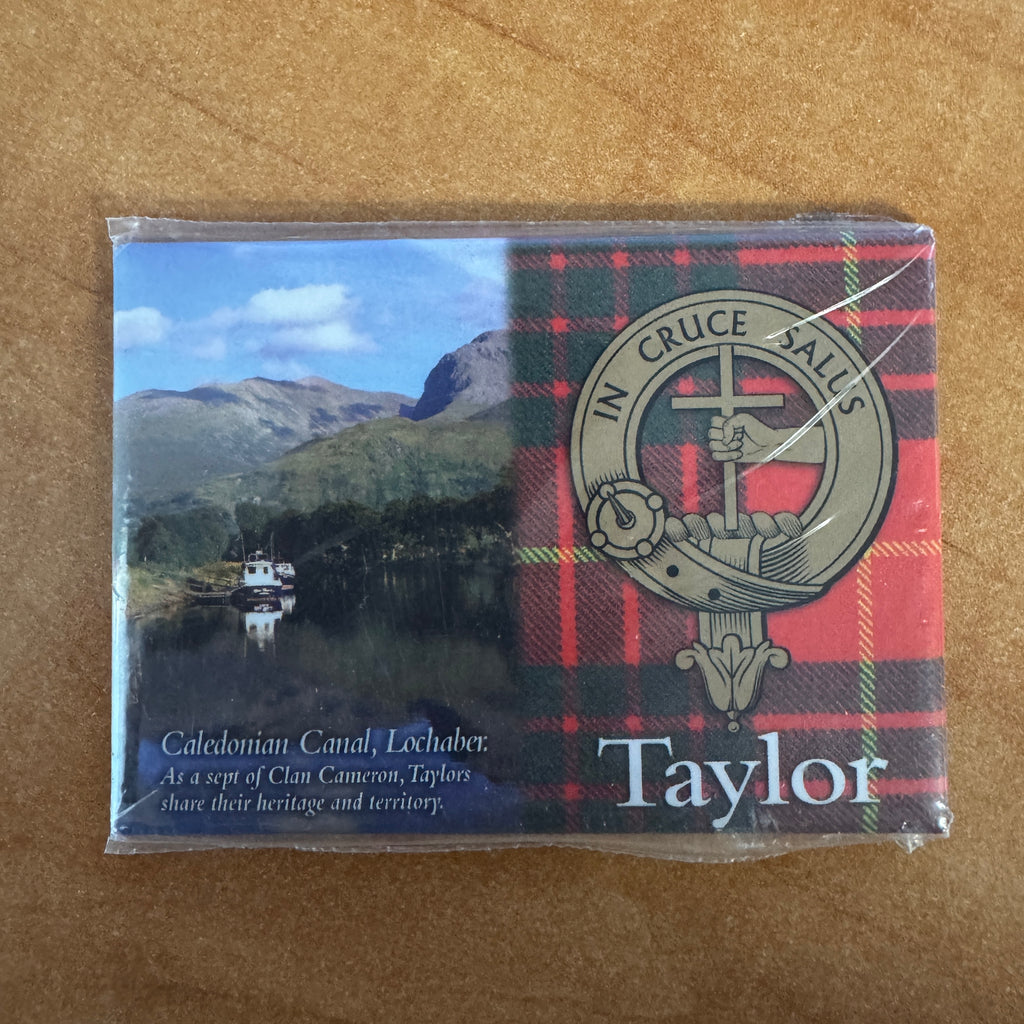 Caledonian Canal, Lochaber:
As a sept of Clan Cameron, Taylors
share their heritage and territory.
IN CRUCE SALUS
Taylor